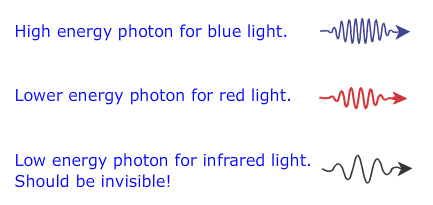 High energy photon for blue light.
Lower energy photon for red light.
Low energy photon for infrared light.
Should be invisible!